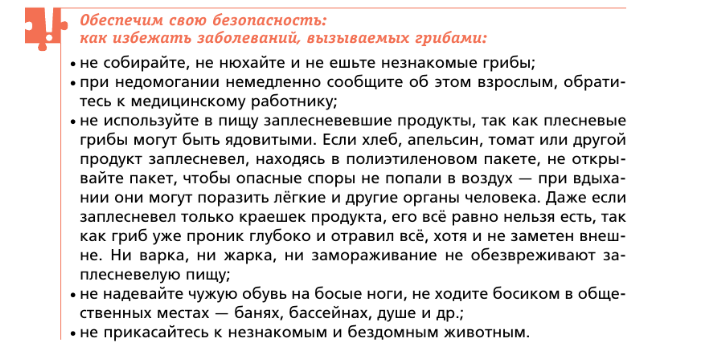 Обеспечим свою безопасность:
как избежать заболеваний, вызываемых грибами:
• не собирайте, не нюхайте и не ешьте незнакомые грибы;
• при недомогании немедленно сообщите об этом взрослым, обрати-
тесь к медицинскому работнику;
• не используйте в пищу заплесневевшие продукты, так как плесневые
грибы могут быть ядовитыми. Если хлеб, апельсин, томат или другой
продукт заплесневел, находясь в полиэтиленовом пакете, не откры-
вайте пакет, чтобы опасные споры не попали в воздух — при вдыха-
нии они могут поразить лёгкие и другие органы человека. Даже если
заплесневел только краешек продукта, его всё равно нельзя есть, так
как гриб уже проник глубоко и отравил всё, хотя и не заметен внеш-
не. Ни варка, ни жарка, ни замораживание не обезвреживают за-
плесневелую пищу;
• не надевайте чужую обувь на босые ноги, не ходите босиком в обще-
ственных местах — банях, бассейнах, душе и др.;
• не прикасайтесь к незнакомым и бездомным животным.